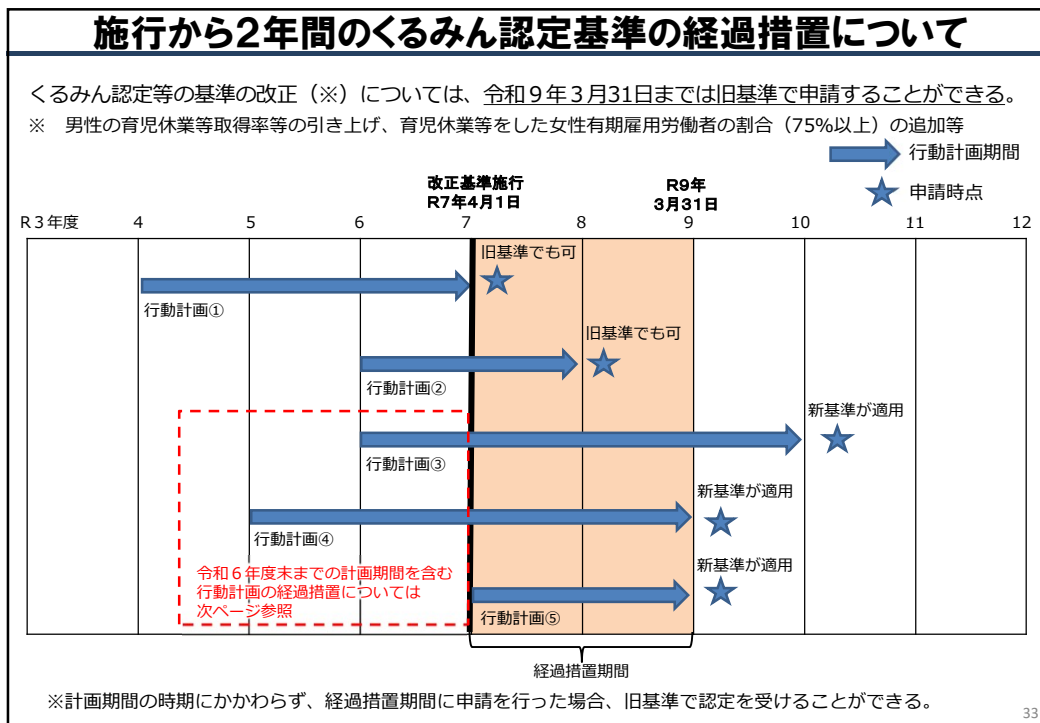 施行から2年間のくるみん認定基準の経過措置について
くるみん認定等の基準の改正（※）については、令和９年３月31日までは旧基準で申請することができる。
※　男性の育児休業等取得率等の引き上げ、育児休業等をした女性有期雇用労働者の割合（75%以上）の追加等
行動計画期間
申請時点
改正基準施行
R7年4月1日
R9年
3月31日
R３年度 4 5 6 7 8 9 10 11 12
旧基準でも可
行動計画①
旧基準でも可
行動計画②
新基準が適用
行動計画③
新基準が適用
行動計画④
新基準が適用
行動計画⑤
令和６年度末までの計画期間を含む
行動計画の経過措置については
次ページ参照
経過措置期間
※計画期間の時期にかかわらず、経過措置期間に申請を行った場合、旧基準で認定を受けることができる。
33